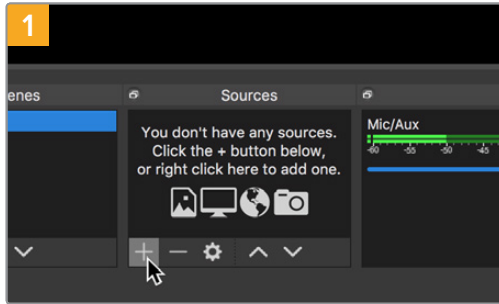 1
enes
Sources
You don't have any sources.
Click the + button below,
or right click here to add one.
Mic/Aux
-60 -55 -50 -45